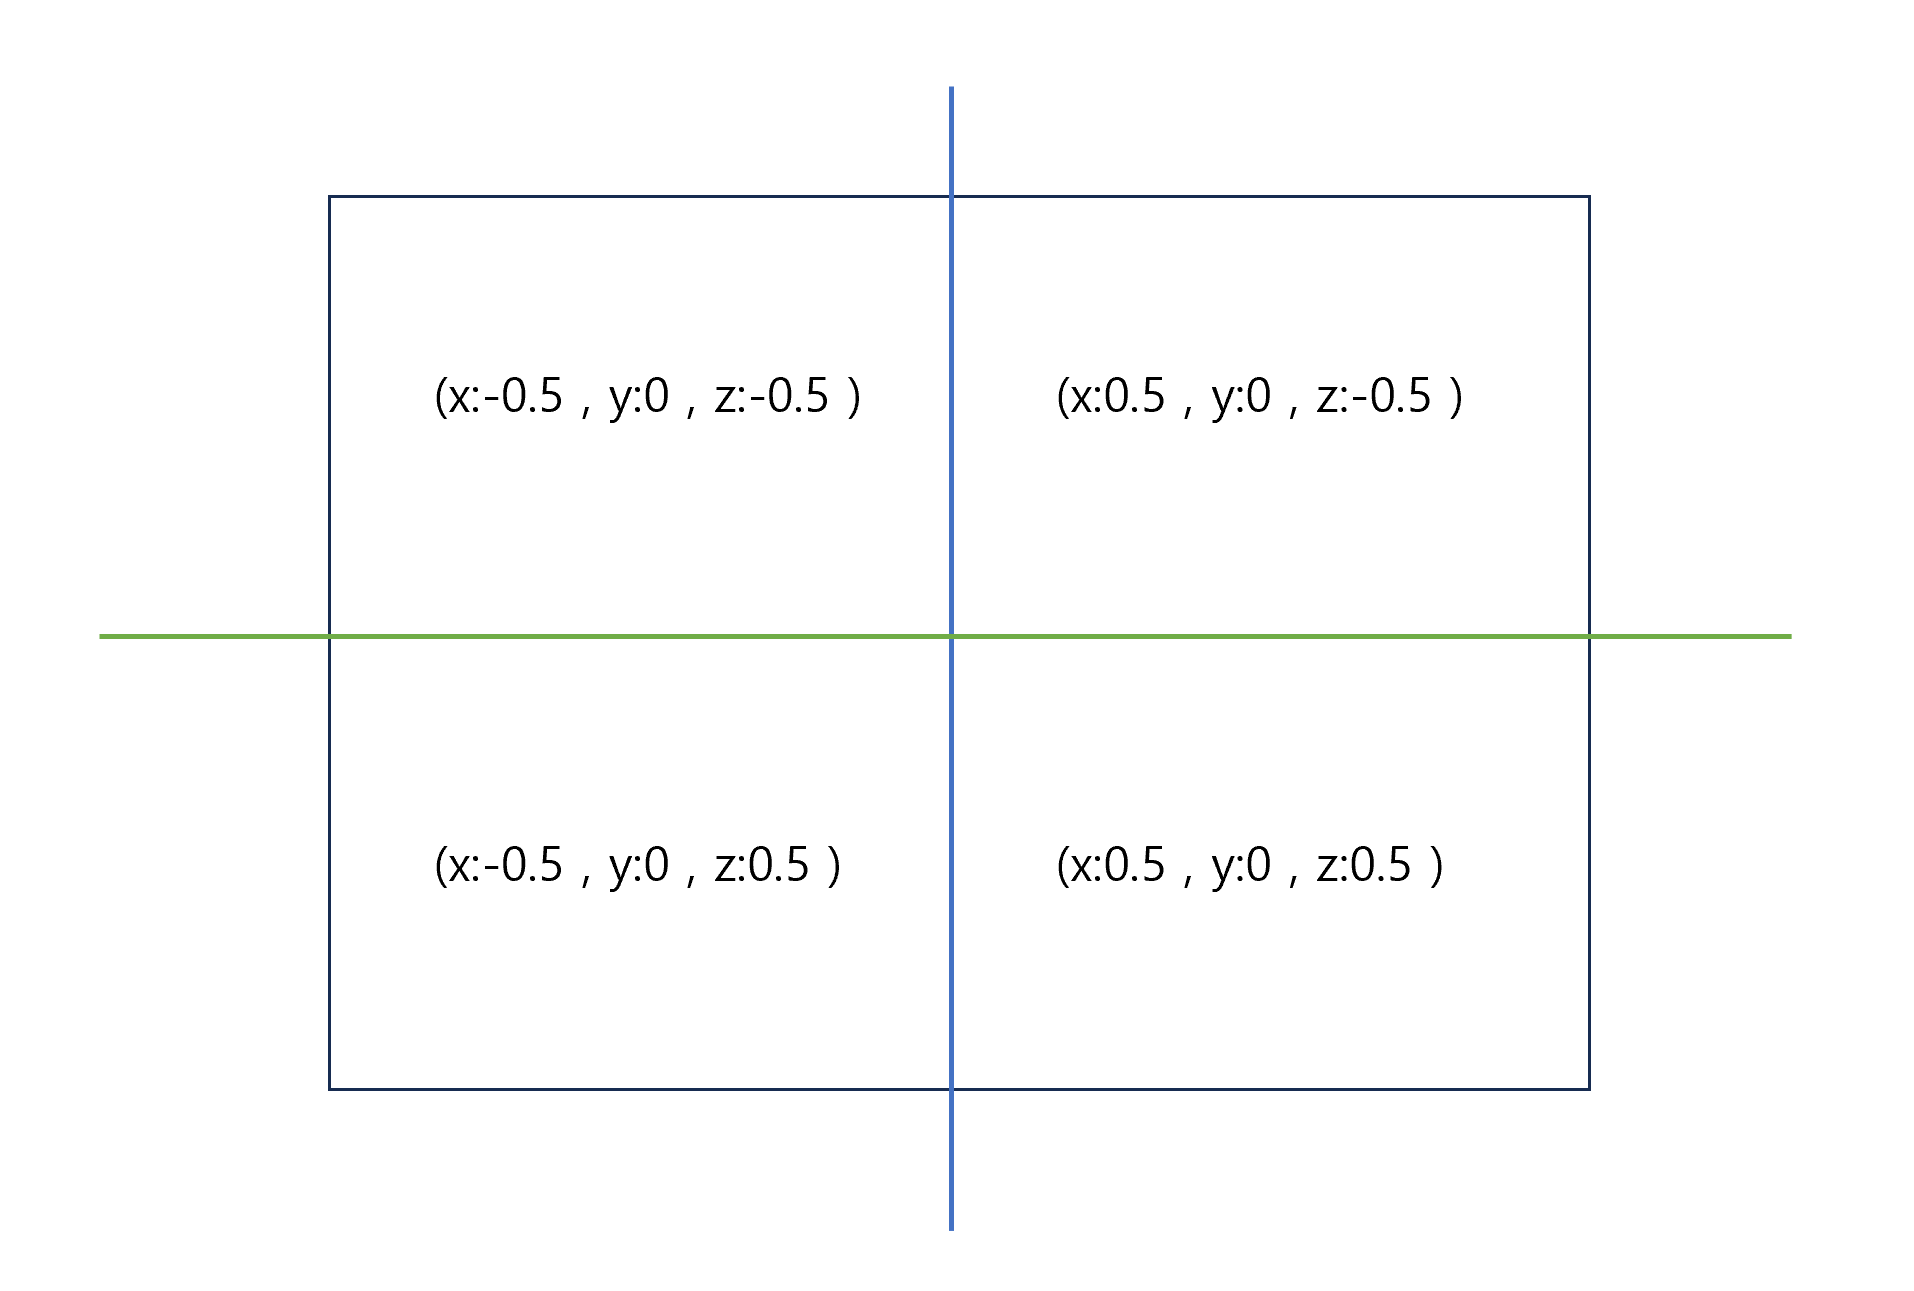 (x:-0.5 , y:0 , z:-0.5 )
(x:0.5 , y:0 , z:-0.5 )
(x:-0.5 , y:0 , z:0.5 )
(x:0.5 , y:0 , z:0.5 )